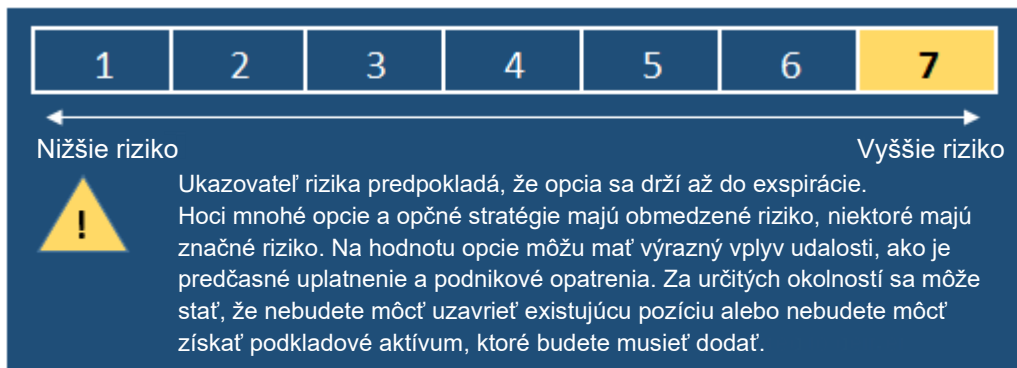 1 2 3 4 5 6 7
Nižšie riziko Vyššie riziko
!
Ukazovateľ rizika predpokladá, že opcia sa drží až do exspirácie.
Hoci mnohé opcie a opčné stratégie majú obmedzené riziko, niektoré majú
značné riziko. Na hodnotu opcie môžu mať výrazný vplyv udalosti, ako je
predčasné uplatnenie a podnikové opatrenia. Za určitých okolností sa môže
stať, že nebudete môcť uzavrieť existujúcu pozíciu alebo nebudete môcť
získať podkladové aktívum, ktoré budete musieť dodať.